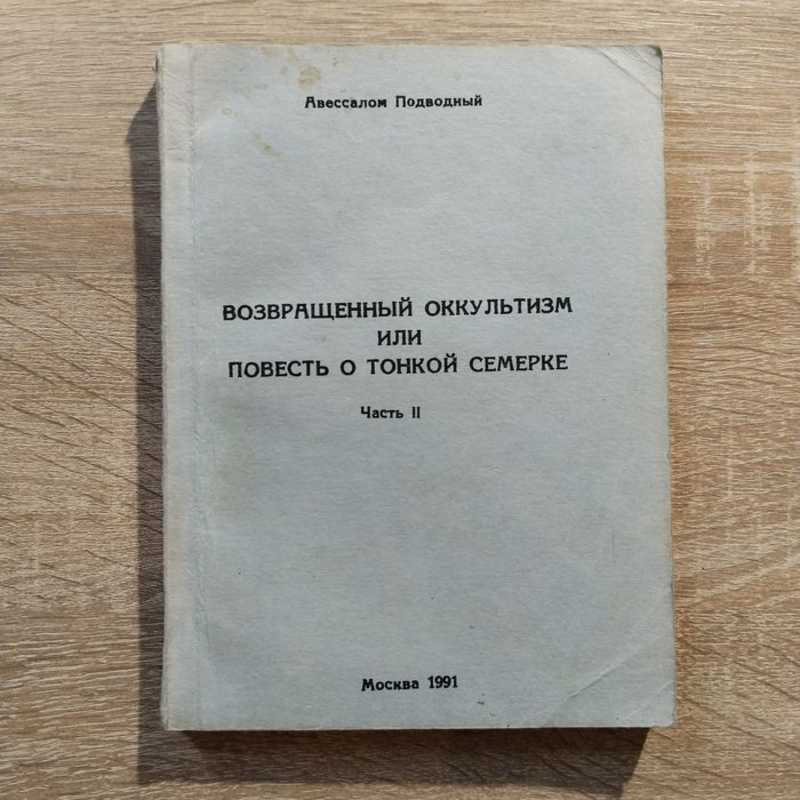 Авессалом Подводный
ВОЗВРАЩЕННЫЙ ОККУЛЬТИЗМ
ИЛИ
ПОВЕСТЬ О ТОНКОЙ СЕМЕРКЕ
Часть II
Москва 1991